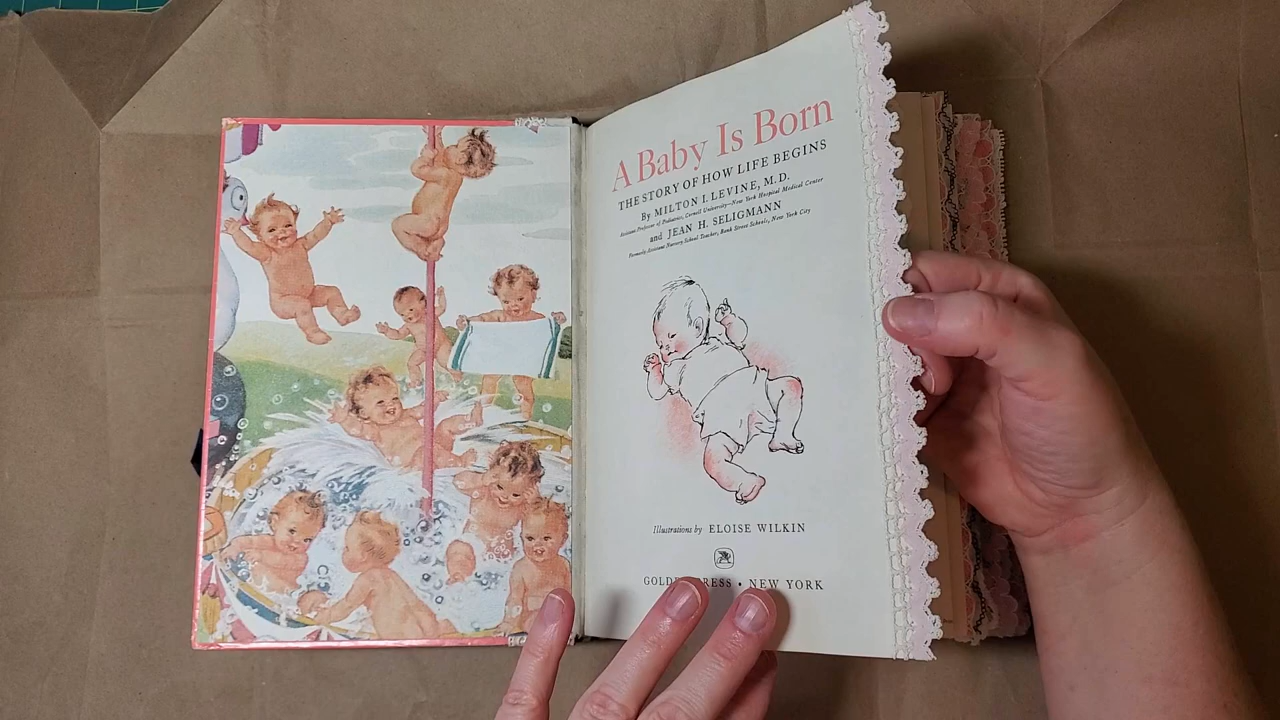 A Baby Is Born
THE STORY OF HOW LIFE BEGINS
By MILTON I. LEVINE, M.D.
Assistant Professor of Pediatrics, Cornell University—New York Hospital Medical Center
and JEAN H. SELIGMANN
Formerly Assistant Nursery School Teacher, Bank Street Schools, New York City
Illustrations by ELOISE WILKIN
• NEW YORK